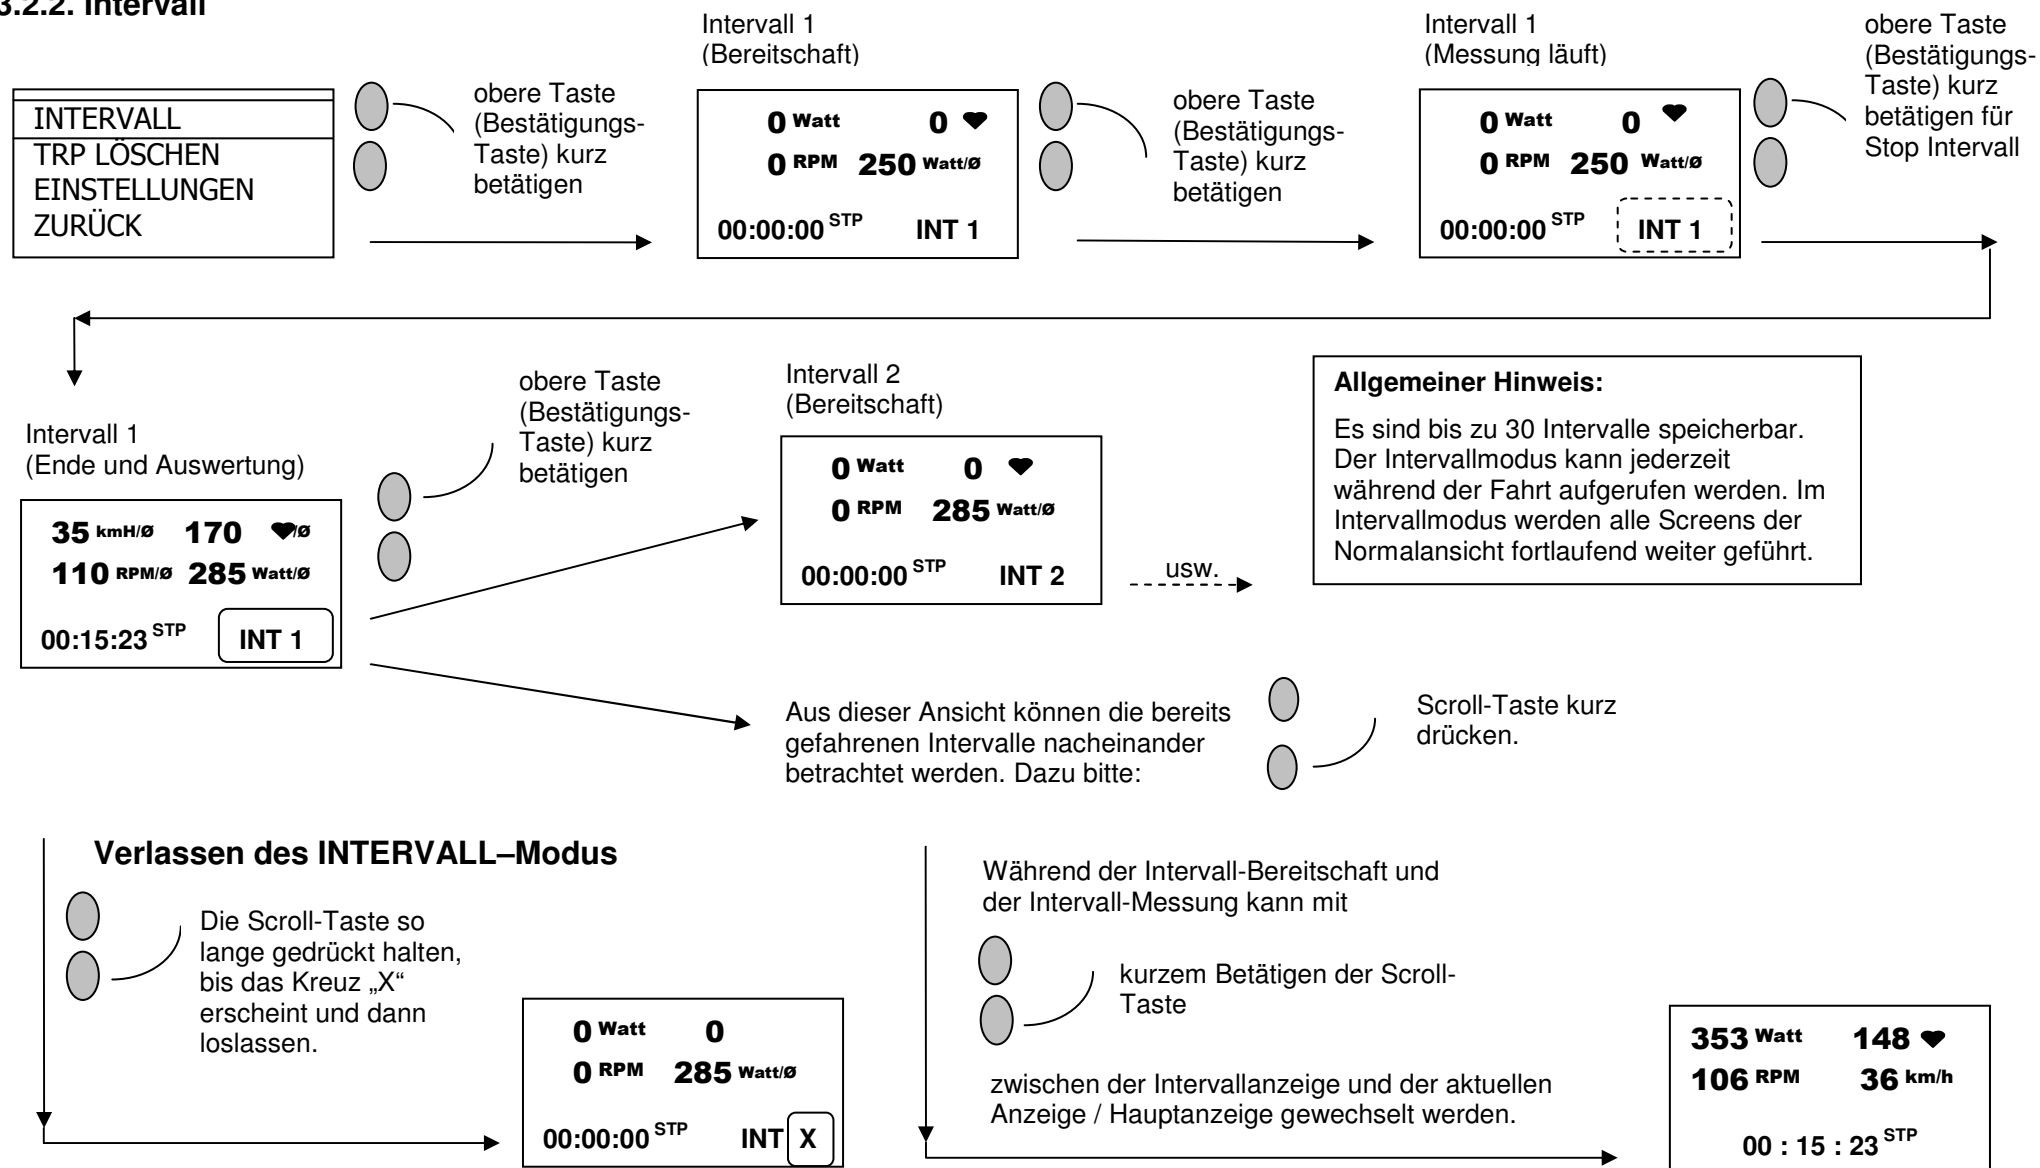 3.2.2. Intervall
INTERVALL
TRP LÖSCHEN
EINSTELLUNGEN
ZURÜCK
obere Taste
(Bestätigungs-
Taste) kurz
betätigen
Intervall 1
(Bereitschaft)
0 Watt 0 ♥
0 RPM 250 Watt/Ø
00:00:00 STP INT 1
obere Taste
(Bestätigungs-
Taste) kurz
betätigen
Intervall 1
(Messung läuft)
0 Watt 0 ♥
0 RPM 250 Watt/Ø
00:00:00 STP INT 1
obere Taste
(Bestätigungs-
Taste) kurz
betätigen für
Stop Intervall
Intervall 1
(Ende und Auswertung)
35 kmH/Ø 170 ♥/Ø
110 RPM/Ø 285 Watt/Ø
00:15:23 STP INT 1
obere Taste
(Bestätigungs-
Taste) kurz
betätigen
Intervall 2
(Bereitschaft)
0 Watt 0 ♥
0 RPM 285 Watt/Ø
00:00:00 STP INT 2
usw.
Allgemeiner Hinweis:
Es sind bis zu 30 Intervalle speicherbar.
Der Intervallmodus kann jederzeit
während der Fahrt aufgerufen werden. Im
Intervallmodus werden alle Screens der
Normalansicht fortlaufend weiter geführt.
Aus dieser Ansicht können die bereits
gefahrenen Intervalle nacheinander
betrachtet werden. Dazu bitte:
Scroll-Taste kurz
drücken.
Verlassen des INTERVALL–Modus
Die Scroll-Taste so
lange gedrückt halten,
bis das Kreuz „X“
erscheint und dann
loslassen.
0 Watt 0
0 RPM 285 Watt/Ø
00:00:00 STP INT X
Während der Intervall-Bereitschaft und
der Intervall-Messung kann mit
kurzem Betätigen der Scroll-
Taste
zwischen der Intervallanzeige und der aktuellen
Anzeige / Hauptanzeige gewechselt werden.
353 Watt 148 ♥
106 RPM 36 km/h
00 : 15 : 23 STP